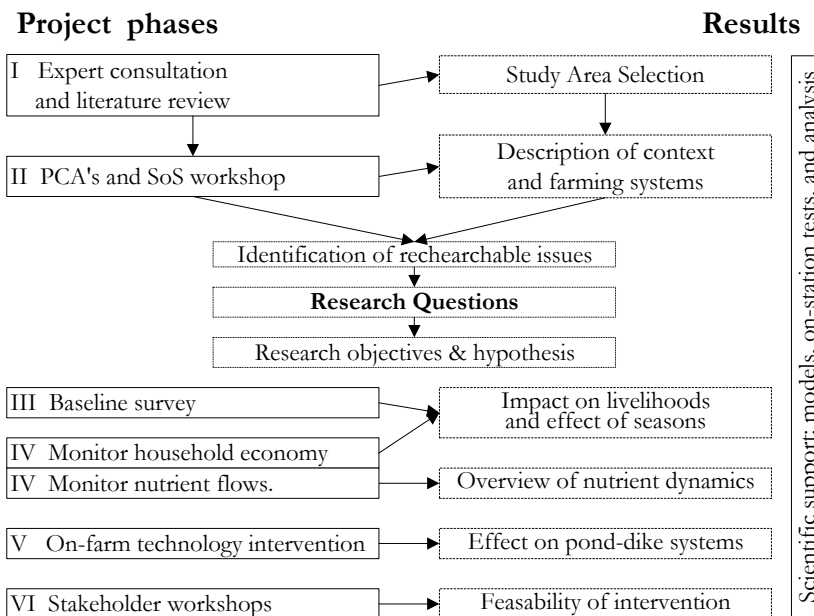 Project phases
Results
I Expert consultation
and literature review
Study Area Selection
II PCA's and SoS workshop
Description of context
and farming systems
Identification of rechearchable issues
Research Questions
Research objectives & hypothesis
III Baseline survey
Impact on livelihoods
and effect of seasons
IV Monitor household economy
IV Monitor nutrient flows.
Overview of nutrient dynamics
V On-farm technology intervention
Effect on pond-dike systems
VI Stakeholder workshops
Feasability of intervention
Scientific support: models, on-station tests, and analysis